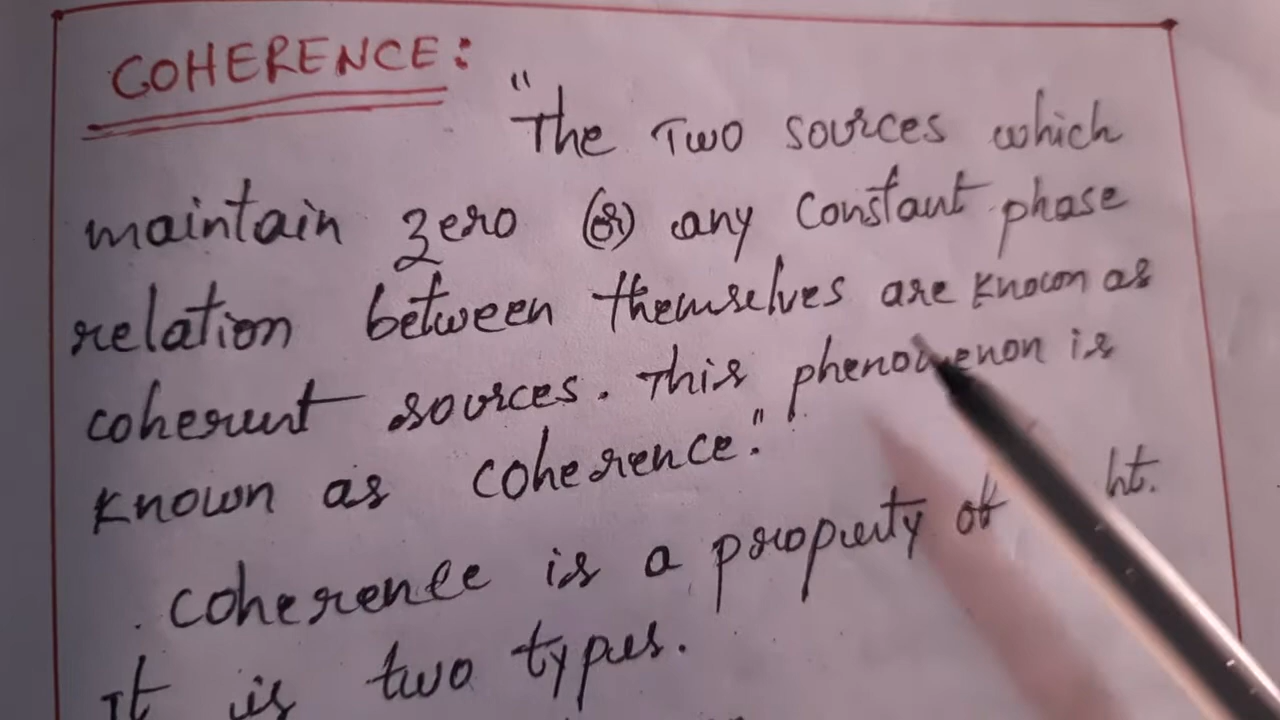 COHERENCE:
"The Two sources which
maintain zero (or) any constant phase
relation between themselves are known as
coherent sources. This phenomenon is
known as coherence."
. Coherence is a property of
It is two types.